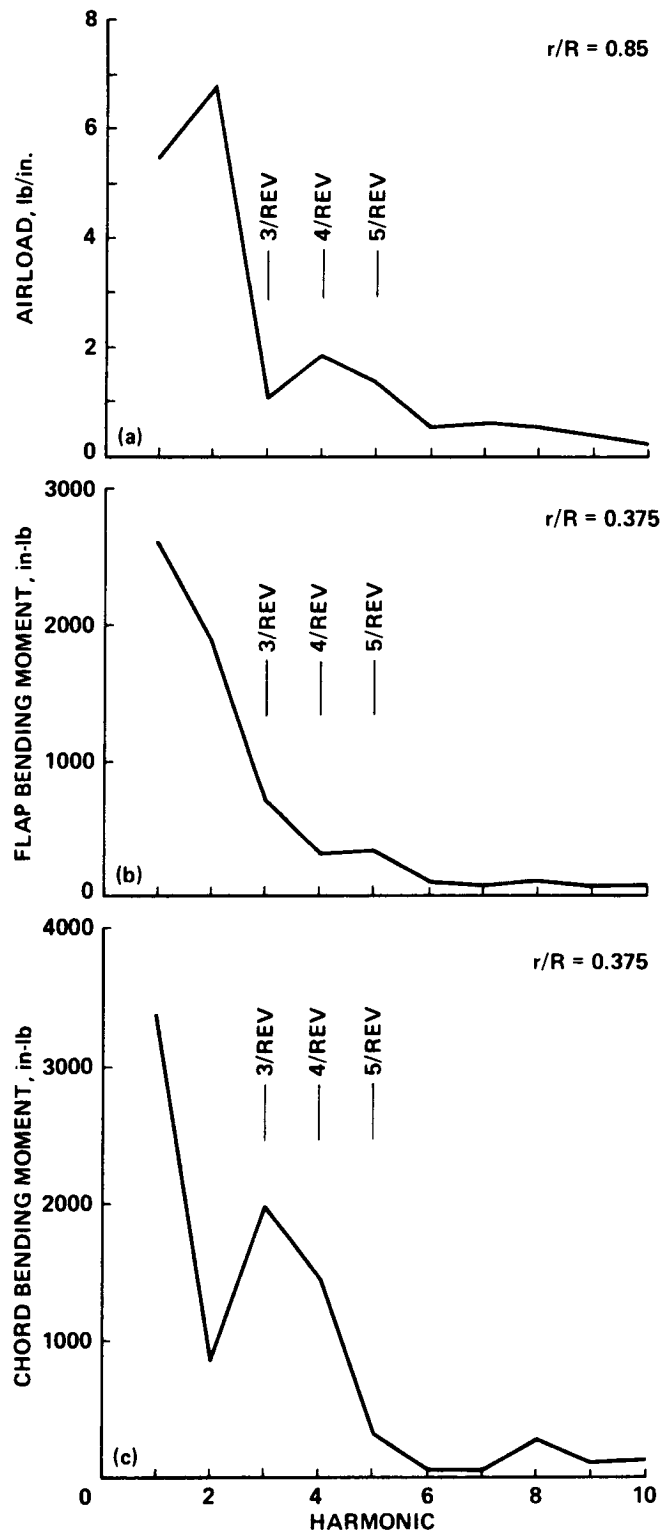 8
6
4
2
0
AIRLOAD, lb/in.
r/R = 0.85
3/REV
4/REV
5/REV
(a)
3000
2000
1000
0
FLAP BENDING MOMENT, in-lb
r/R = 0.375
3/REV
4/REV
5/REV
(b)
4000
3000
2000
1000
CHORD BENDING MOMENT, in-lb
r/R = 0.375
3/REV
4/REV
5/REV
(c)
0 2 4 6 8 10
HARMONIC